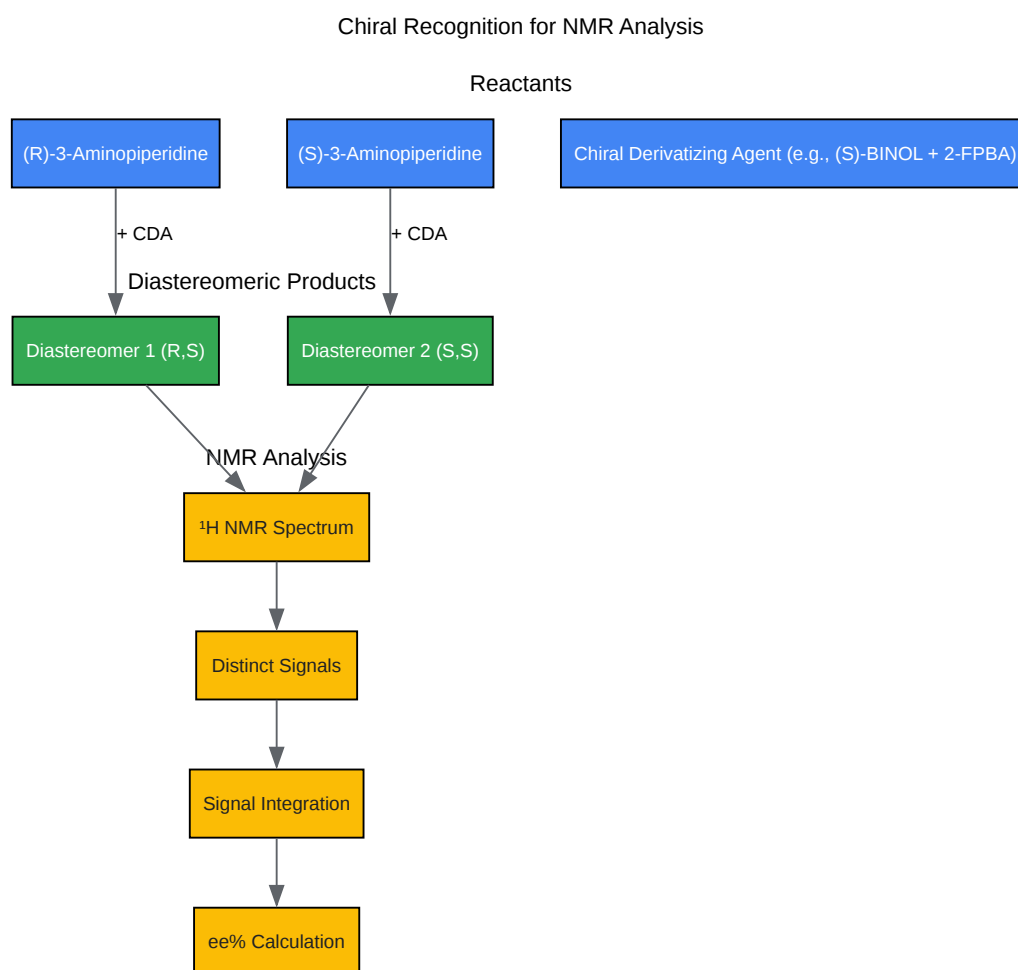 Chiral Recognition for NMR Analysis
Reactants
(R)-3-Aminopiperidine
(S)-3-Aminopiperidine
Chiral Derivatizing Agent (e.g., (S)-BINOL + 2-FPBA)
+ CDA
+ CDA
Diastereomeric Products
Diastereomer 1 (R,S)
Diastereomer 2 (S,S)
NMR Analysis
¹H NMR Spectrum
Distinct Signals
Signal Integration
ee% Calculation